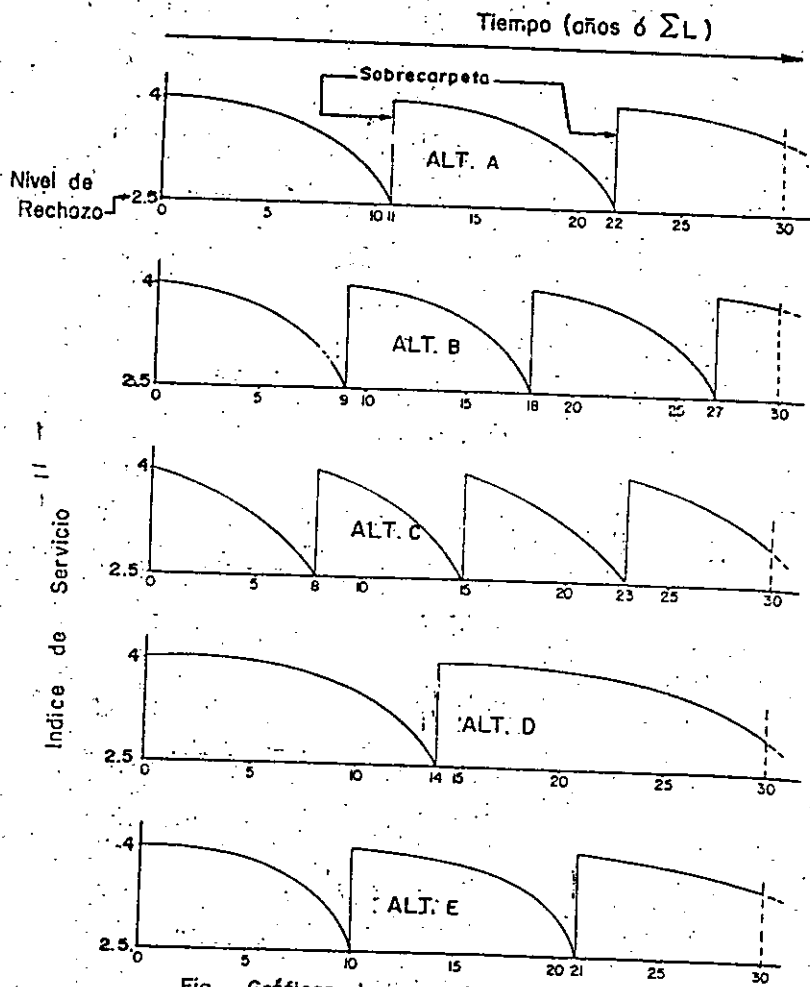 Tiempo (años ó ΣL)
Sobrecarpeta
4
ALT. A
Nivel de
Rechazo
2.5
0 5 10 11 15 20 22 25 30
4
ALT. B
2.5
0 5 9 10 15 18 20 25 27 30
- 11 -
Indice de Servicio
4
ALT. C
2.5
0 5 8 10 15 20 23 25 30
4
ALT. D
2.5
0 5 10 14 15 20 25 30
4
ALT. E
2.5
0 5 10 15 20 21 25 30